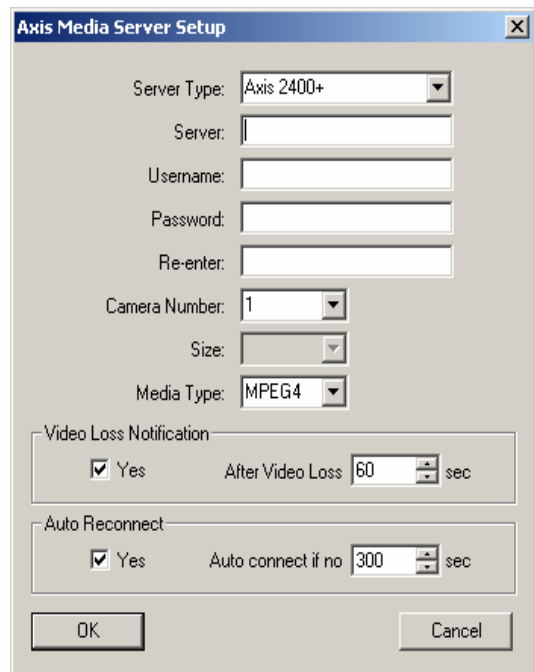 Axis Media Server Setup
Server Type: Axis 2400+
Server:
Username:
Password:
Re-enter:
Camera Number: 1
Size:
Media Type: MPEG4
Video Loss Notification
Yes After Video Loss 60 sec
Auto Reconnect
Yes Auto connect if no 300 sec
OK Cancel